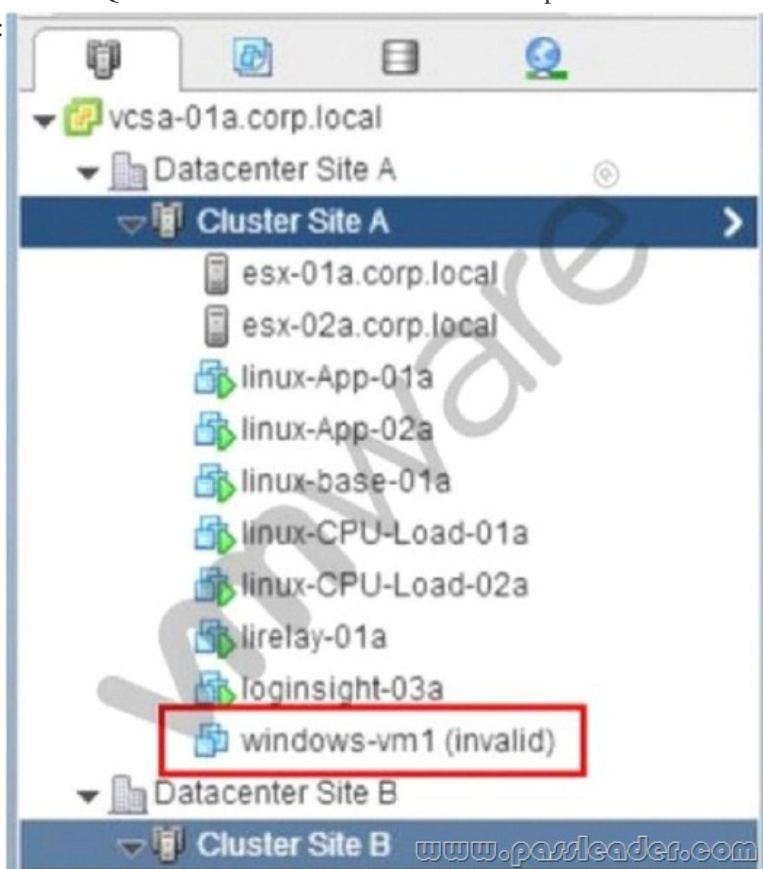 vcsa-01a.corp.local
Datacenter Site A
Cluster Site A
esx-01a.corp.local
esx-02a.corp.local
linux-App-01a
linux-App-02a
linux-base-01a
linux-CPU-Load-01a
linux-CPU-Load-02a
lirelay-01a
loginsight-03a
windows-vm1 (invalid)
Datacenter Site B
Cluster Site B
www.passleader.com
vmware